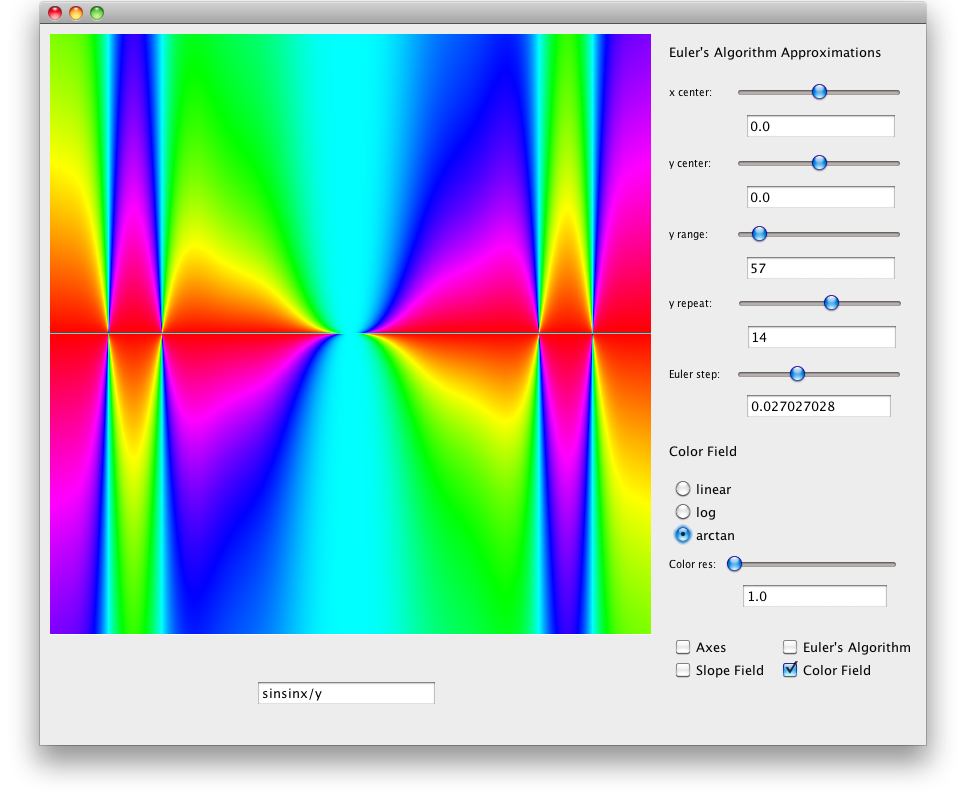 Euler's Algorithm Approximations
x center:
0.0
y center:
0.0
y range:
57
y repeat:
14
Euler step:
0.027027028
Color Field
linear
log
arctan
Color res:
1.0
Axes Euler's Algorithm
Slope Field Color Field
sinsinx/y